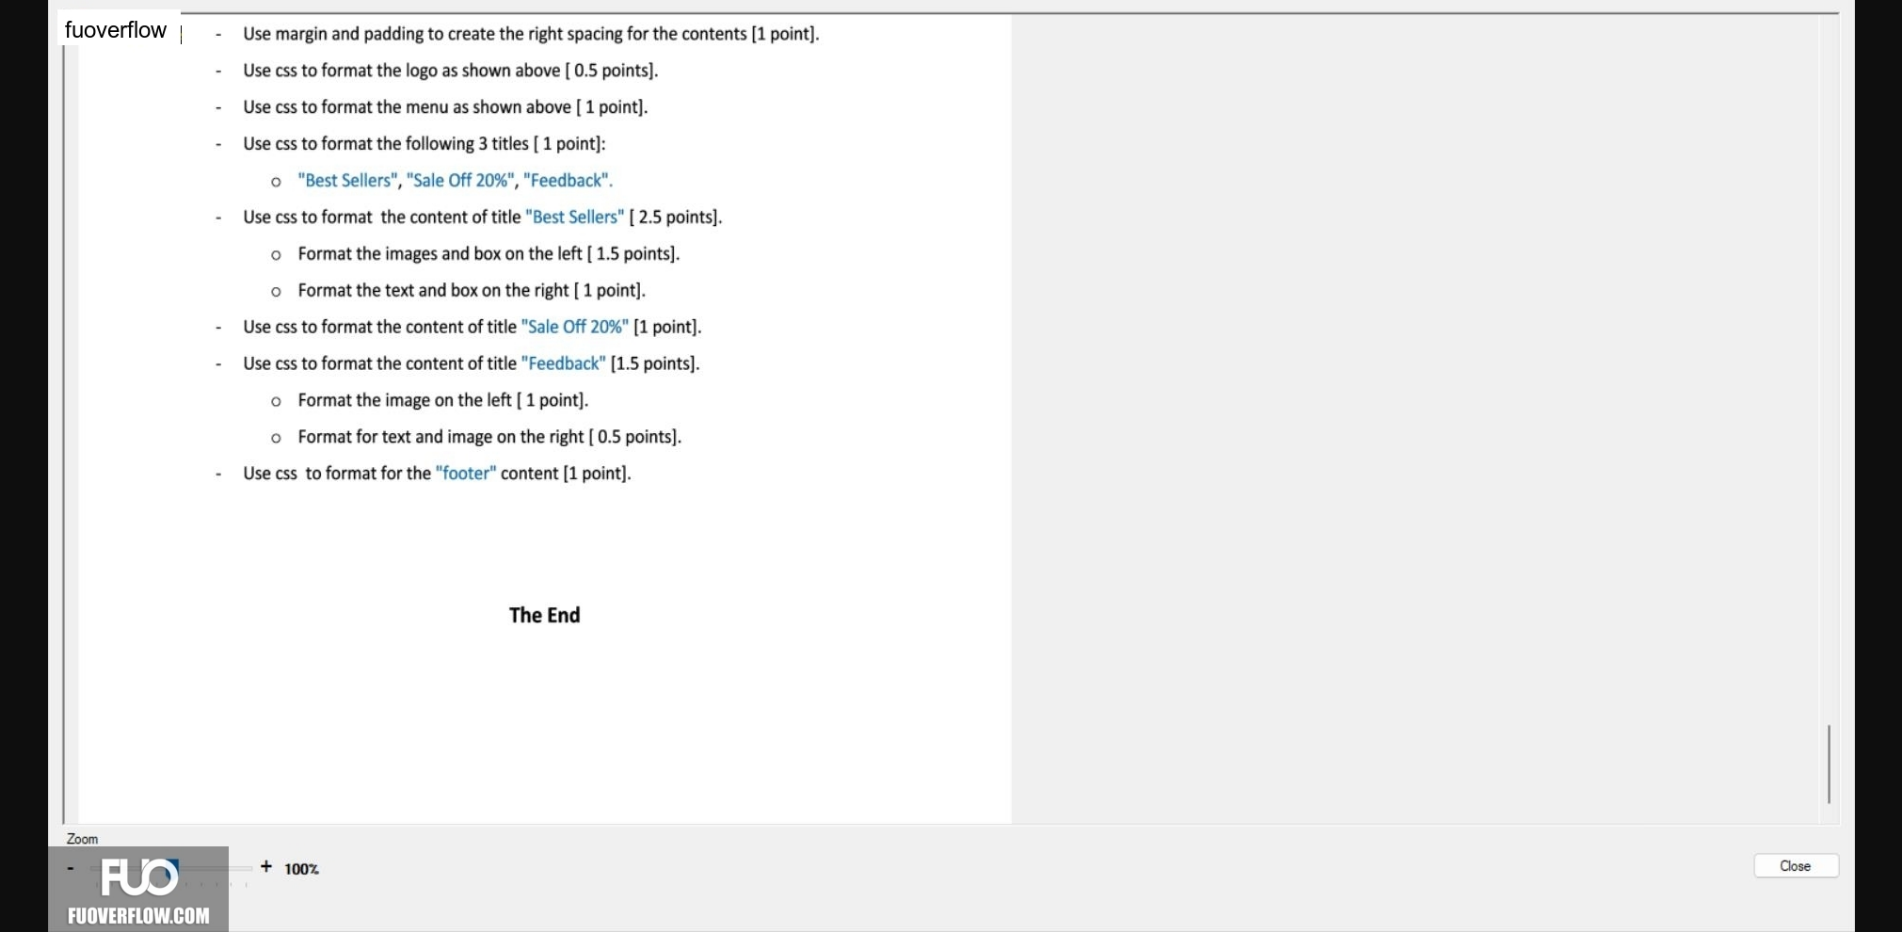 fuoverflow
- Use margin and padding to create the right spacing for the contents [1 point].
- Use css to format the logo as shown above [ 0.5 points].
- Use css to format the menu as shown above [ 1 point].
- Use css to format the following 3 titles [ 1 point]:
o "Best Sellers", "Sale Off 20%", "Feedback".
- Use css to format the content of title "Best Sellers" [ 2.5 points].
o Format the images and box on the left [ 1.5 points].
o Format the text and box on the right [ 1 point].
- Use css to format the content of title "Sale Off 20%" [1 point].
- Use css to format the content of title "Feedback" [1.5 points].
o Format the image on the left [ 1 point].
o Format for text and image on the right [ 0.5 points].
- Use css to format for the "footer" content [1 point].
The End
Zoom
- + 100%
Close
FUO
FUOVERFLOW.COM